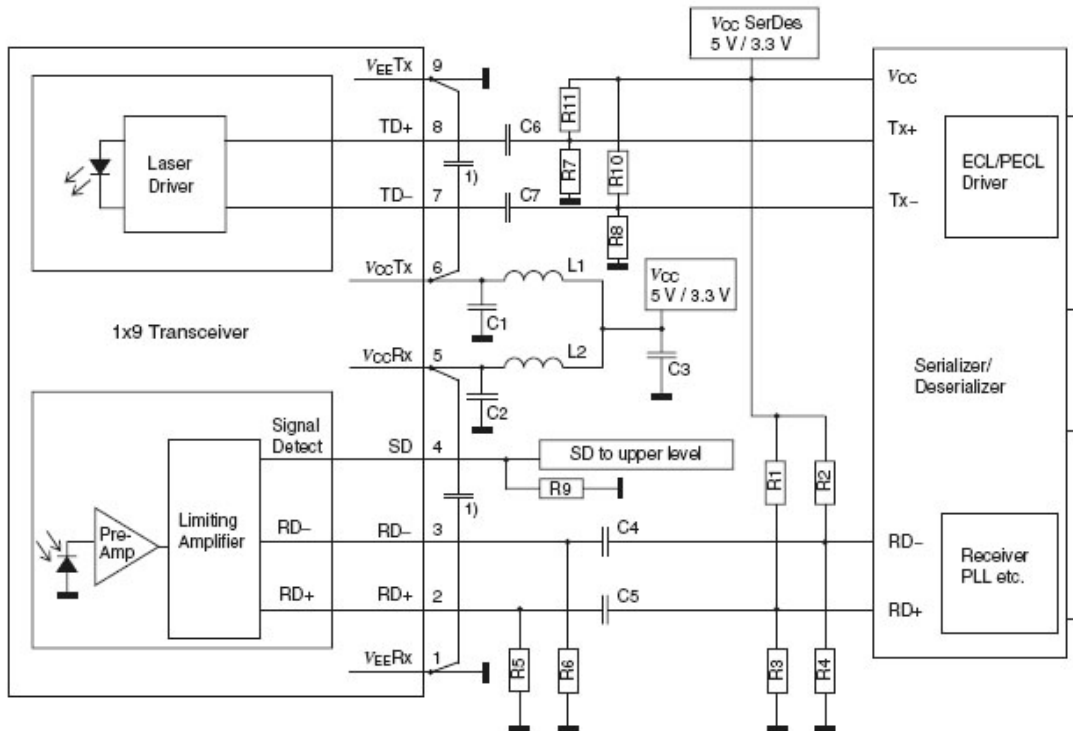 VCC SerDes
5 V / 3.3 V
VEETx
9
VCC
TD+
8
C6
R11
Tx+
Laser
Driver
1)
R7
R10
ECL/PECL
Driver
TD−
7
C7
Tx−
R8
VCCTx
6
L1
VCC
5 V / 3.3 V
C1
1x9 Transceiver
VCCRx
5
L2
C3
Serializer/
Deserializer
C2
Signal
Detect
SD
4
SD to upper level
R1
R2
R9
1)
Pre-
Amp
Limiting
Amplifier
RD−
RD−
3
C4
RD−
Receiver
PLL etc.
RD+
RD+
2
C5
RD+
VEERx
1
R5
R6
R3
R4